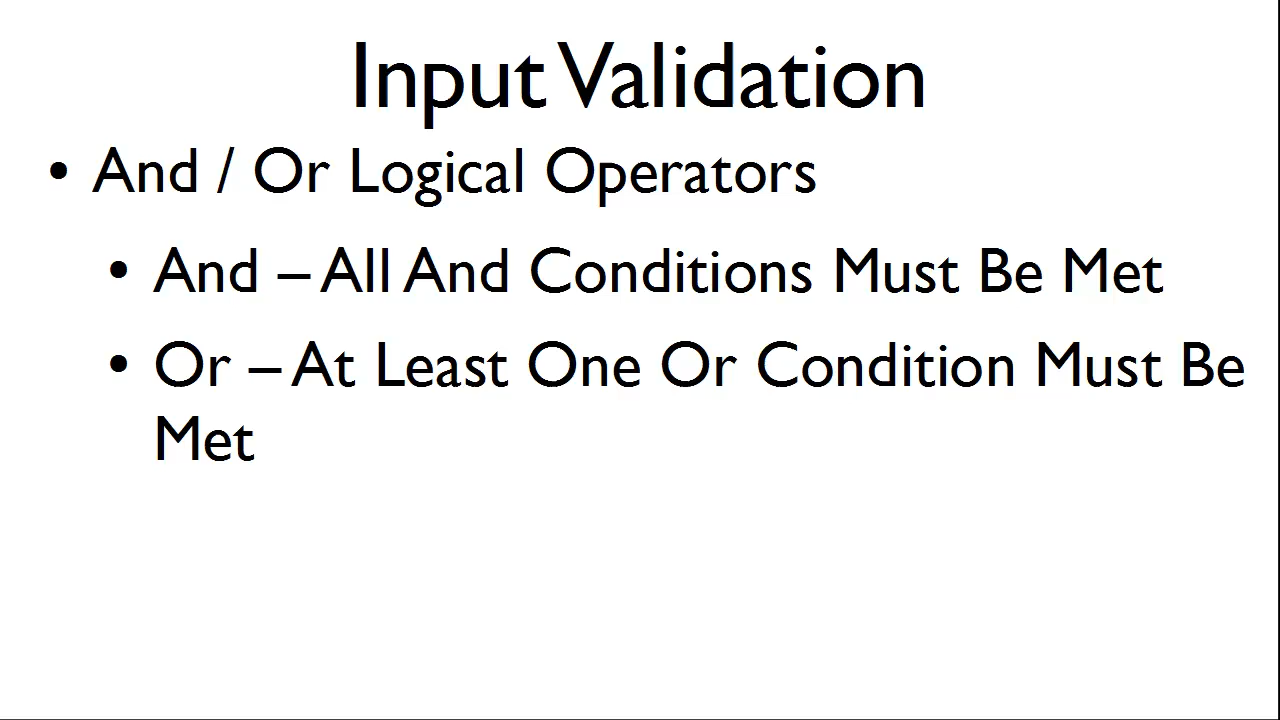 Input Validation
• And / Or Logical Operators
• And – All And Conditions Must Be Met
• Or – At Least One Or Condition Must Be
Met